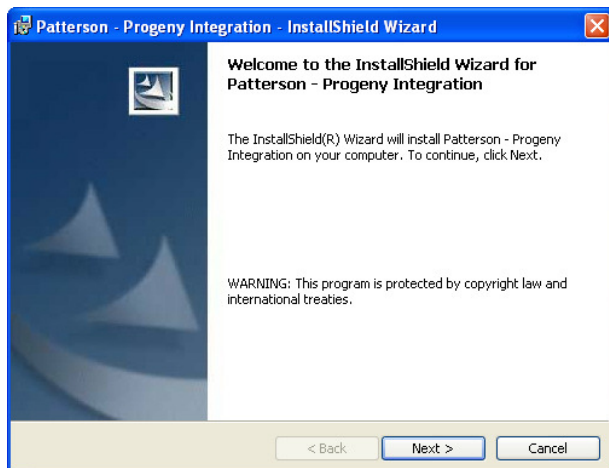 Patterson - Progeny Integration - InstallShield Wizard
Welcome to the InstallShield Wizard for
Patterson - Progeny Integration
The InstallShield(R) Wizard will install Patterson - Progeny
Integration on your computer. To continue, click Next.
WARNING: This program is protected by copyright law and
international treaties.
< Back
Next >
Cancel